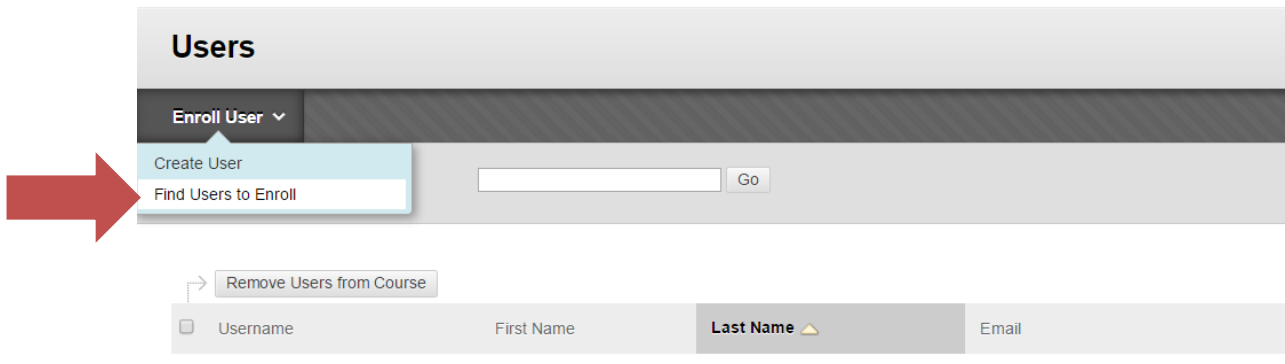 Users
Enroll User
Create User
Find Users to Enroll
Go
Remove Users from Course
Username First Name Last Name Email